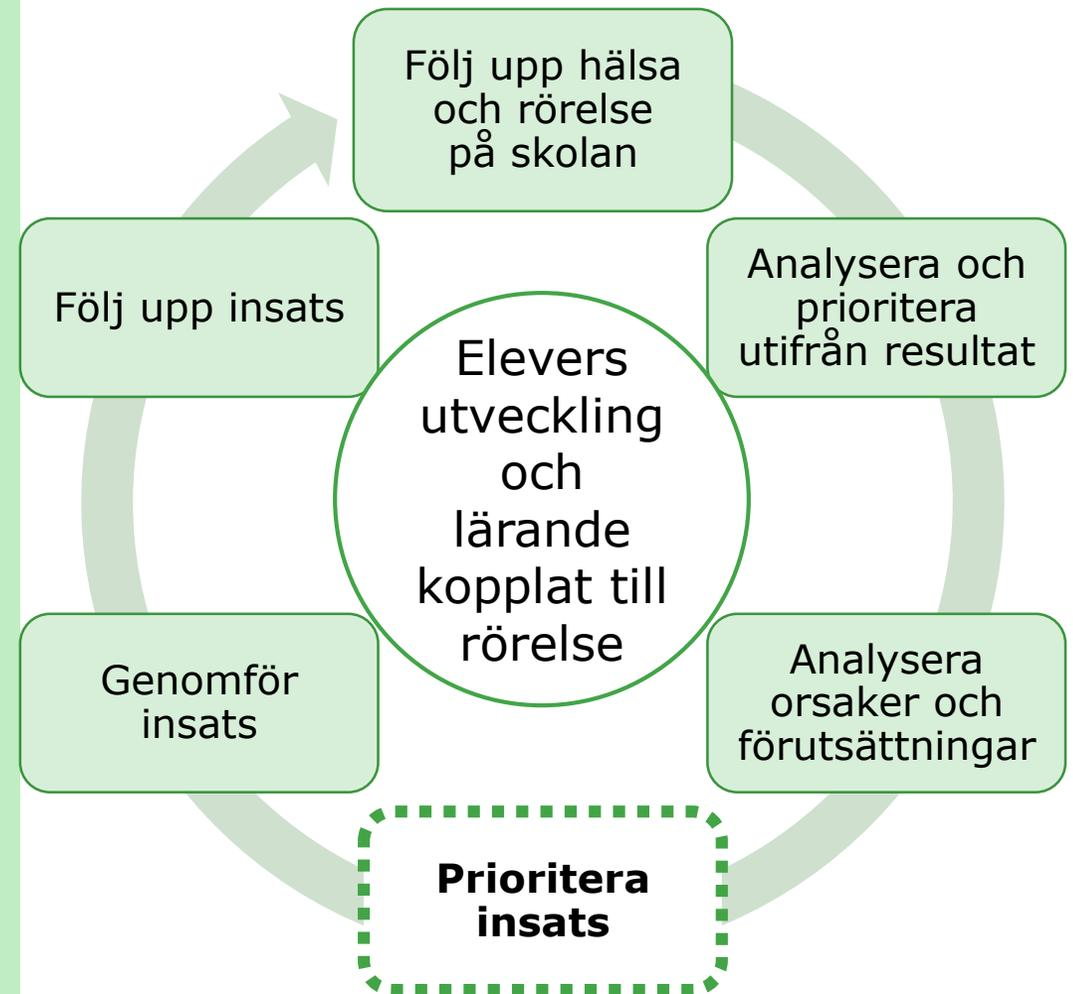 Följ upp hälsa
och rörelse
på skolan
Analysera och
prioritera
utifrån resultat
Analysera
orsaker och
förutsättningar
Prioritera
insats
Genomför
insats
Följ upp insats
Elevers
utveckling
och
lärande
kopplat till
rörelse